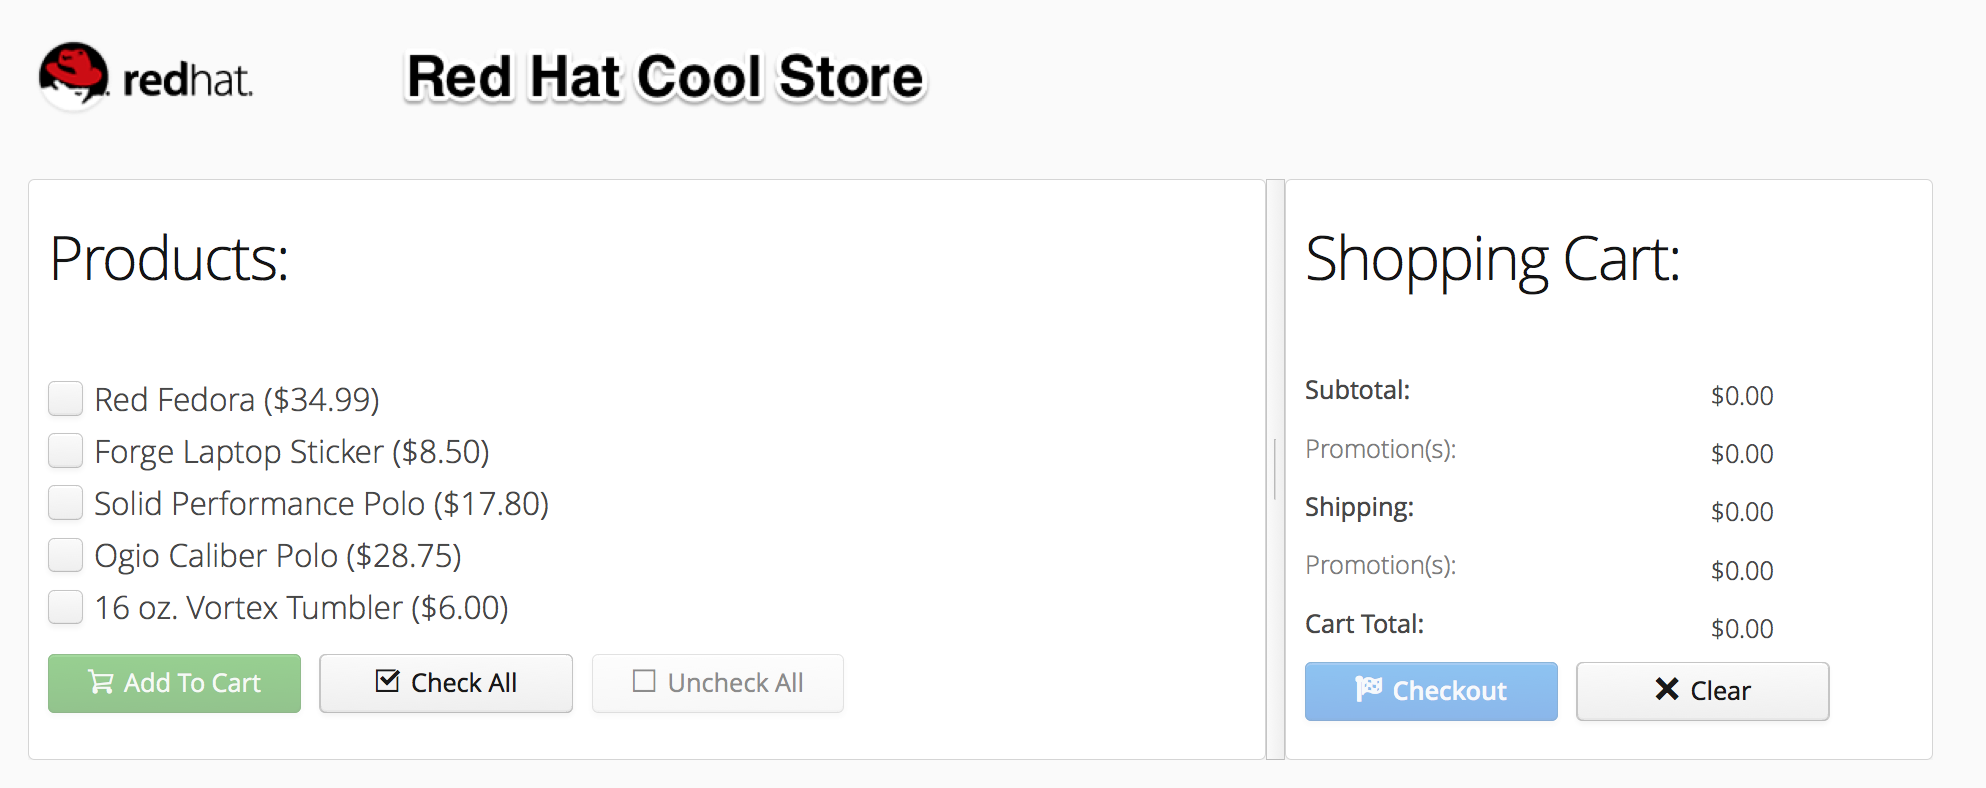 redhat.
Red Hat Cool Store
Products:
Red Fedora ($34.99)
Forge Laptop Sticker ($8.50)
Solid Performance Polo ($17.80)
Ogio Caliber Polo ($28.75)
16 oz. Vortex Tumbler ($6.00)
Add To Cart
Check All
Uncheck All
Shopping Cart:
Subtotal: $0.00
Promotion(s): $0.00
Shipping: $0.00
Promotion(s): $0.00
Cart Total: $0.00
Checkout
Clear